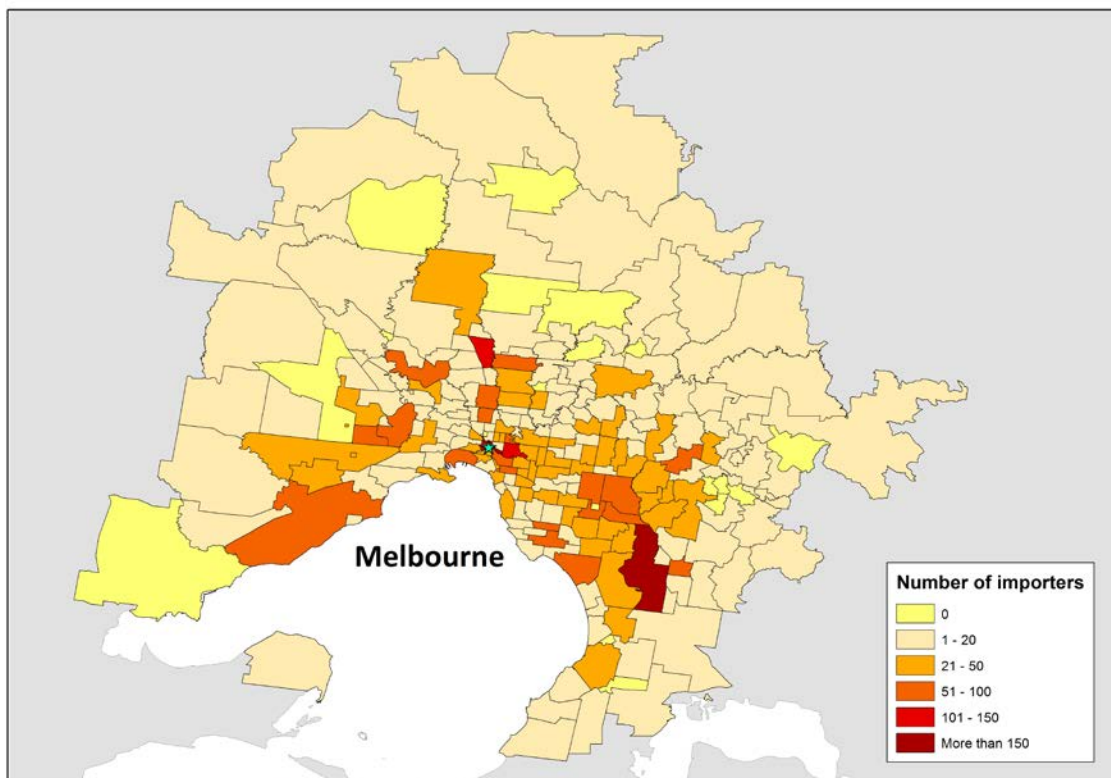 Melbourne
Number of importers
0
1 - 20
21 - 50
51 - 100
101 - 150
More than 150